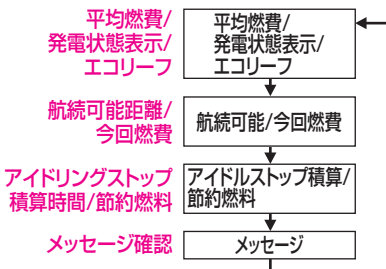 平均燃費/
発電状態表示/
エコリーフ
平均燃費/
発電状態表示/
エコリーフ
航続可能距離/
今回燃費
航続可能/今回燃費
アイドリングストップ
積算時間/節約燃料
アイドルストップ積算/
節約燃料
メッセージ確認
メッセージ